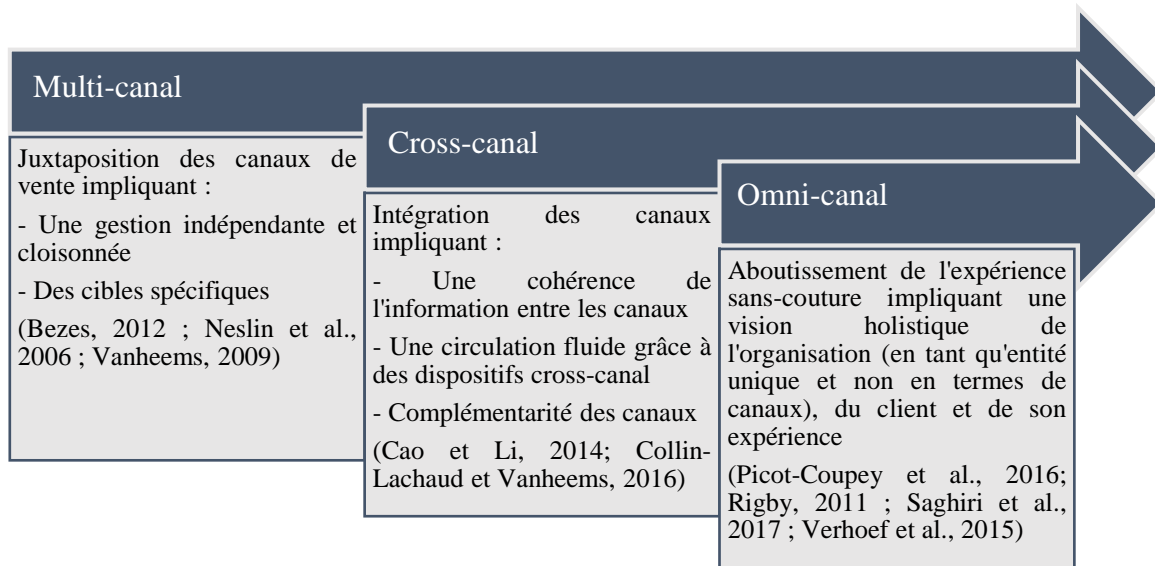 Multi-canal
Juxtaposition des canaux de
vente impliquant :
- Une gestion indépendante et
cloisonnée
- Des cibles spécifiques
(Bezes, 2012 ; Neslin et al.,
2006 ; Vanheems, 2009)
Cross-canal
Intégration des canaux
impliquant :
- Une cohérence de
l'information entre les canaux
- Une circulation fluide grâce à
des dispositifs cross-canal
- Complémentarité des canaux
(Cao et Li, 2014; Collin-
Lachaud et Vanheems, 2016)
Omni-canal
Aboutissement de l'expérience
sans-couture impliquant une
vision holistique de
l'organisation (en tant qu'entité
unique et non en termes de
canaux), du client et de son
expérience
(Picot-Coupey et al., 2016;
Rigby, 2011 ; Saghiri et al.,
2017 ; Verhoef et al., 2015)